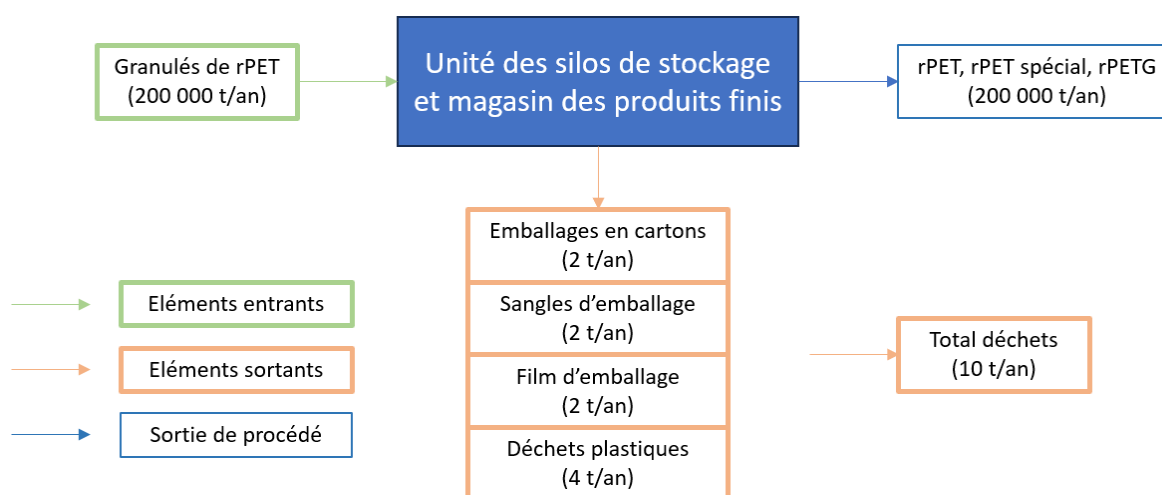 Granulés de rPET
(200 000 t/an)
Unité des silos de stockage
et magasin des produits finis
rPET, rPET spécial, rPETG
(200 000 t/an)
Emballages en cartons
(2 t/an)
Sangles d’emballage
(2 t/an)
Film d’emballage
(2 t/an)
Déchets plastiques
(4 t/an)
Eléments entrants
Eléments sortants
Sortie de procédé
Total déchets
(10 t/an)